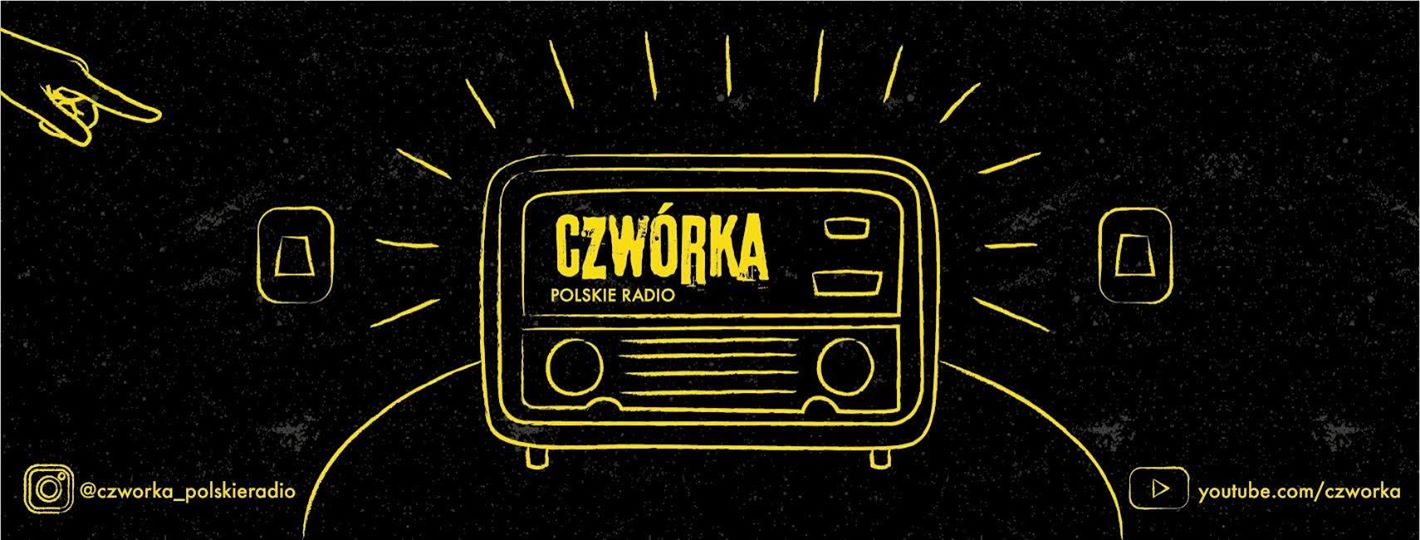 CZWÓRKA
POLSKIE RADIO
@czworka_polskieradio
youtube.com/czworka